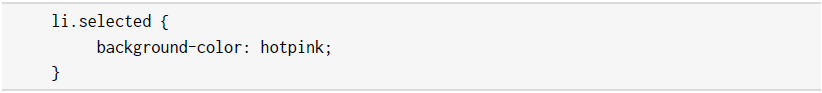 li.selected {
     background-color: hotpink;
}